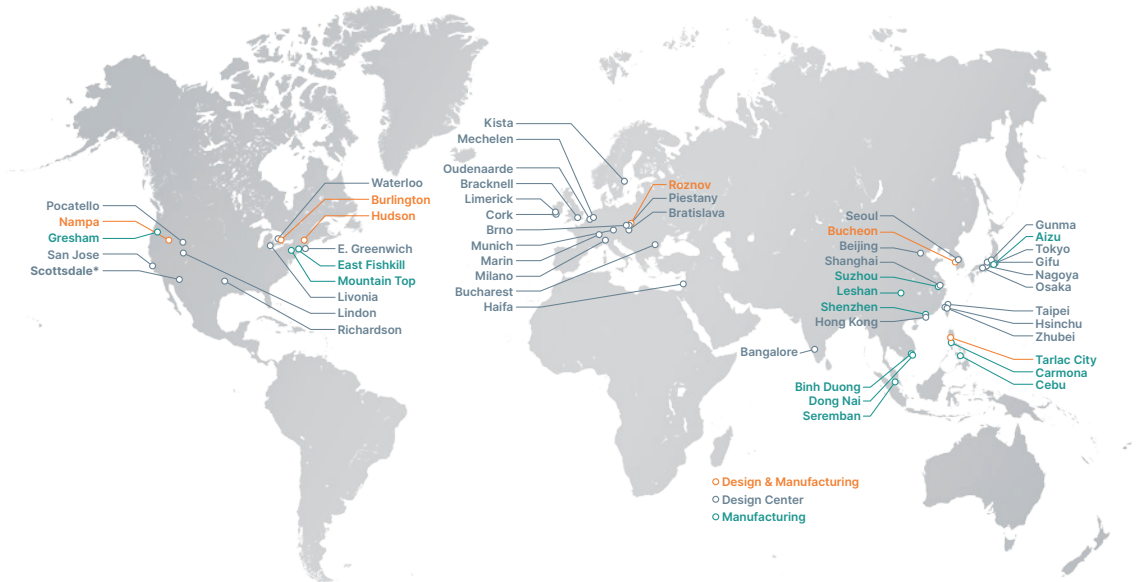 Pocatello
Nampa
Gresham
San Jose
Scottsdale*
Waterloo
Burlington
Hudson
E. Greenwich
East Fishkill
Mountain Top
Livonia
Lindon
Richardson
Kista
Mechelen
Oudenaarde
Bracknell
Limerick
Cork
Brno
Munich
Marin
Milano
Bucharest
Haifa
Roznov
Piestany
Bratislava
Seoul
Bucheon
Beijing
Shanghai
Suzhou
Leshan
Shenzhen
Hong Kong
Bangalore
Binh Duong
Dong Nai
Seremban
Gunma
Aizu
Tokyo
Gifu
Nagoya
Osaka
Taipei
Hsinchu
Zhubei
Tarlac City
Carmona
Cebu
Design & Manufacturing
Design Center
Manufacturing